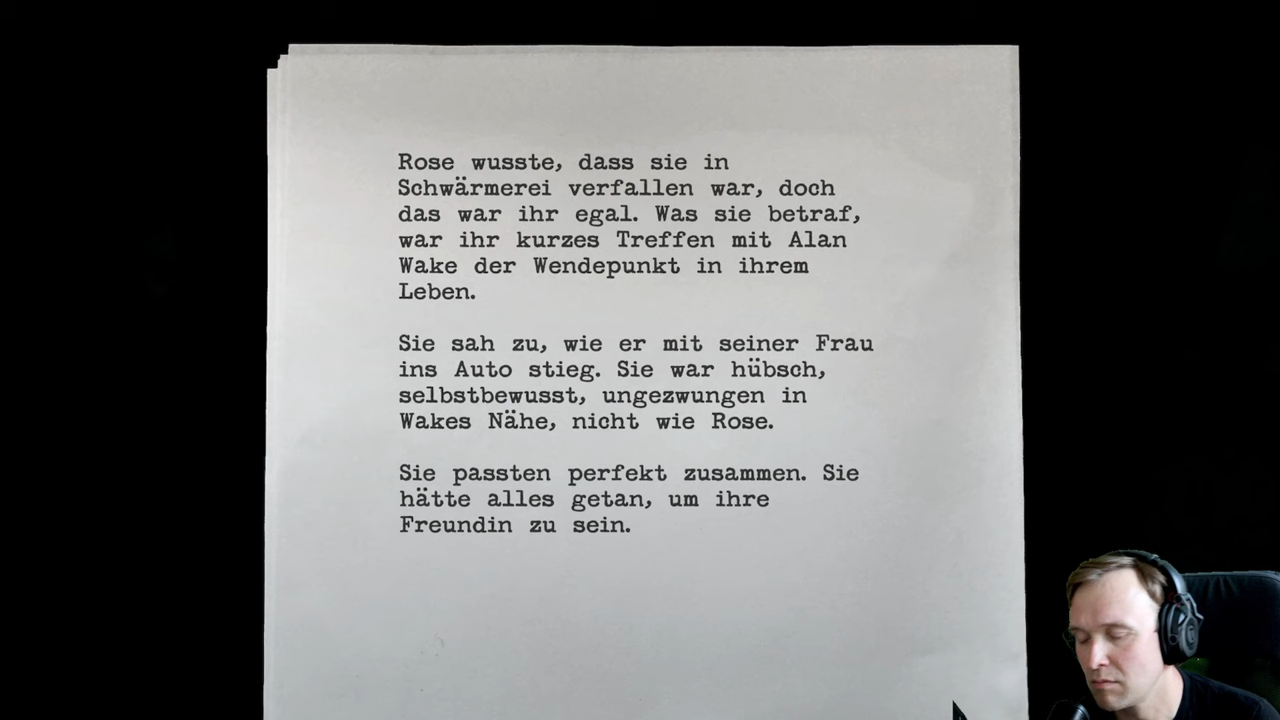 Rose wusste, dass sie in
Schwärmerei verfallen war, doch
das war ihr egal. Was sie betraf,
war ihr kurzes Treffen mit Alan
Wake der Wendepunkt in ihrem
Leben.
Sie sah zu, wie er mit seiner Frau
ins Auto stieg. Sie war hübsch,
selbstbewusst, ungezwungen in
Wakes Nähe, nicht wie Rose.
Sie passten perfekt zusammen. Sie
hätte alles getan, um ihre
Freundin zu sein.